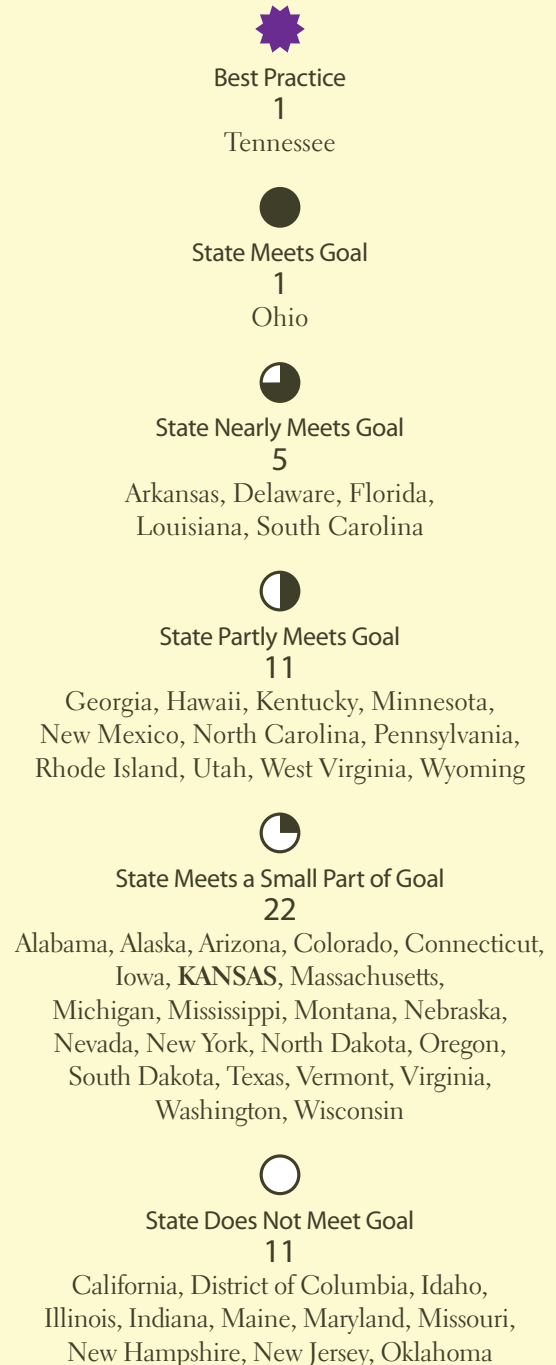 Best Practice
1
Tennessee
State Meets Goal
1
Ohio
State Nearly Meets Goal
5
Arkansas, Delaware, Florida,
Louisiana, South Carolina
State Partly Meets Goal
11
Georgia, Hawaii, Kentucky, Minnesota,
New Mexico, North Carolina, Pennsylvania,
Rhode Island, Utah, West Virginia, Wyoming
State Meets a Small Part of Goal
22
Alabama, Alaska, Arizona, Colorado, Connecticut,
Iowa, KANSAS, Massachusetts,
Michigan, Mississippi, Montana, Nebraska,
Nevada, New York, North Dakota, Oregon,
South Dakota, Texas, Vermont, Virginia,
Washington, Wisconsin
State Does Not Meet Goal
11
California, District of Columbia, Idaho,
Illinois, Indiana, Maine, Maryland, Missouri,
New Hampshire, New Jersey, Oklahoma